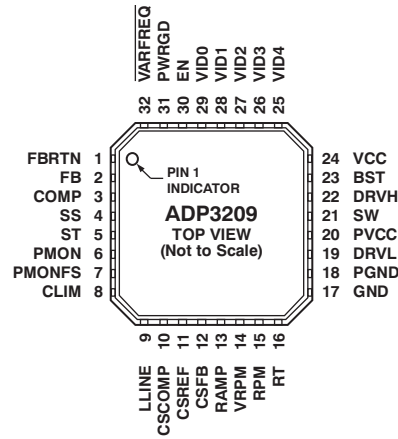 VARFREQ
PWRGD
EN
VID0
VID1
VID2
VID3
VID4
32
31
30
29
28
27
26
25
FBRTN 1
FB 2
COMP 3
SS 4
ST 5
PMON 6
PMONFS 7
CLIM 8
PIN 1
INDICATOR
ADP3209
TOP VIEW
(Not to Scale)
24 VCC
23 BST
22 DRVH
21 SW
20 PVCC
19 DRVL
18 PGND
17 GND
9
10
11
12
13
14
15
16
LLINE
CSCOMP
CSREF
CSFB
RAMP
VRPM
RPM
RT